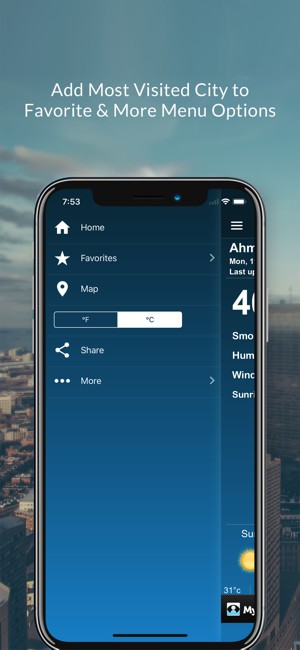 Add Most Visited City to
Favorite & More Menu Options
7:53
Home
Favorites
Map
°F
°C
Share
More
Ahm
Mon, 1
Last up
Smo
Hum
Wind
Sunri
Su
31°c
My